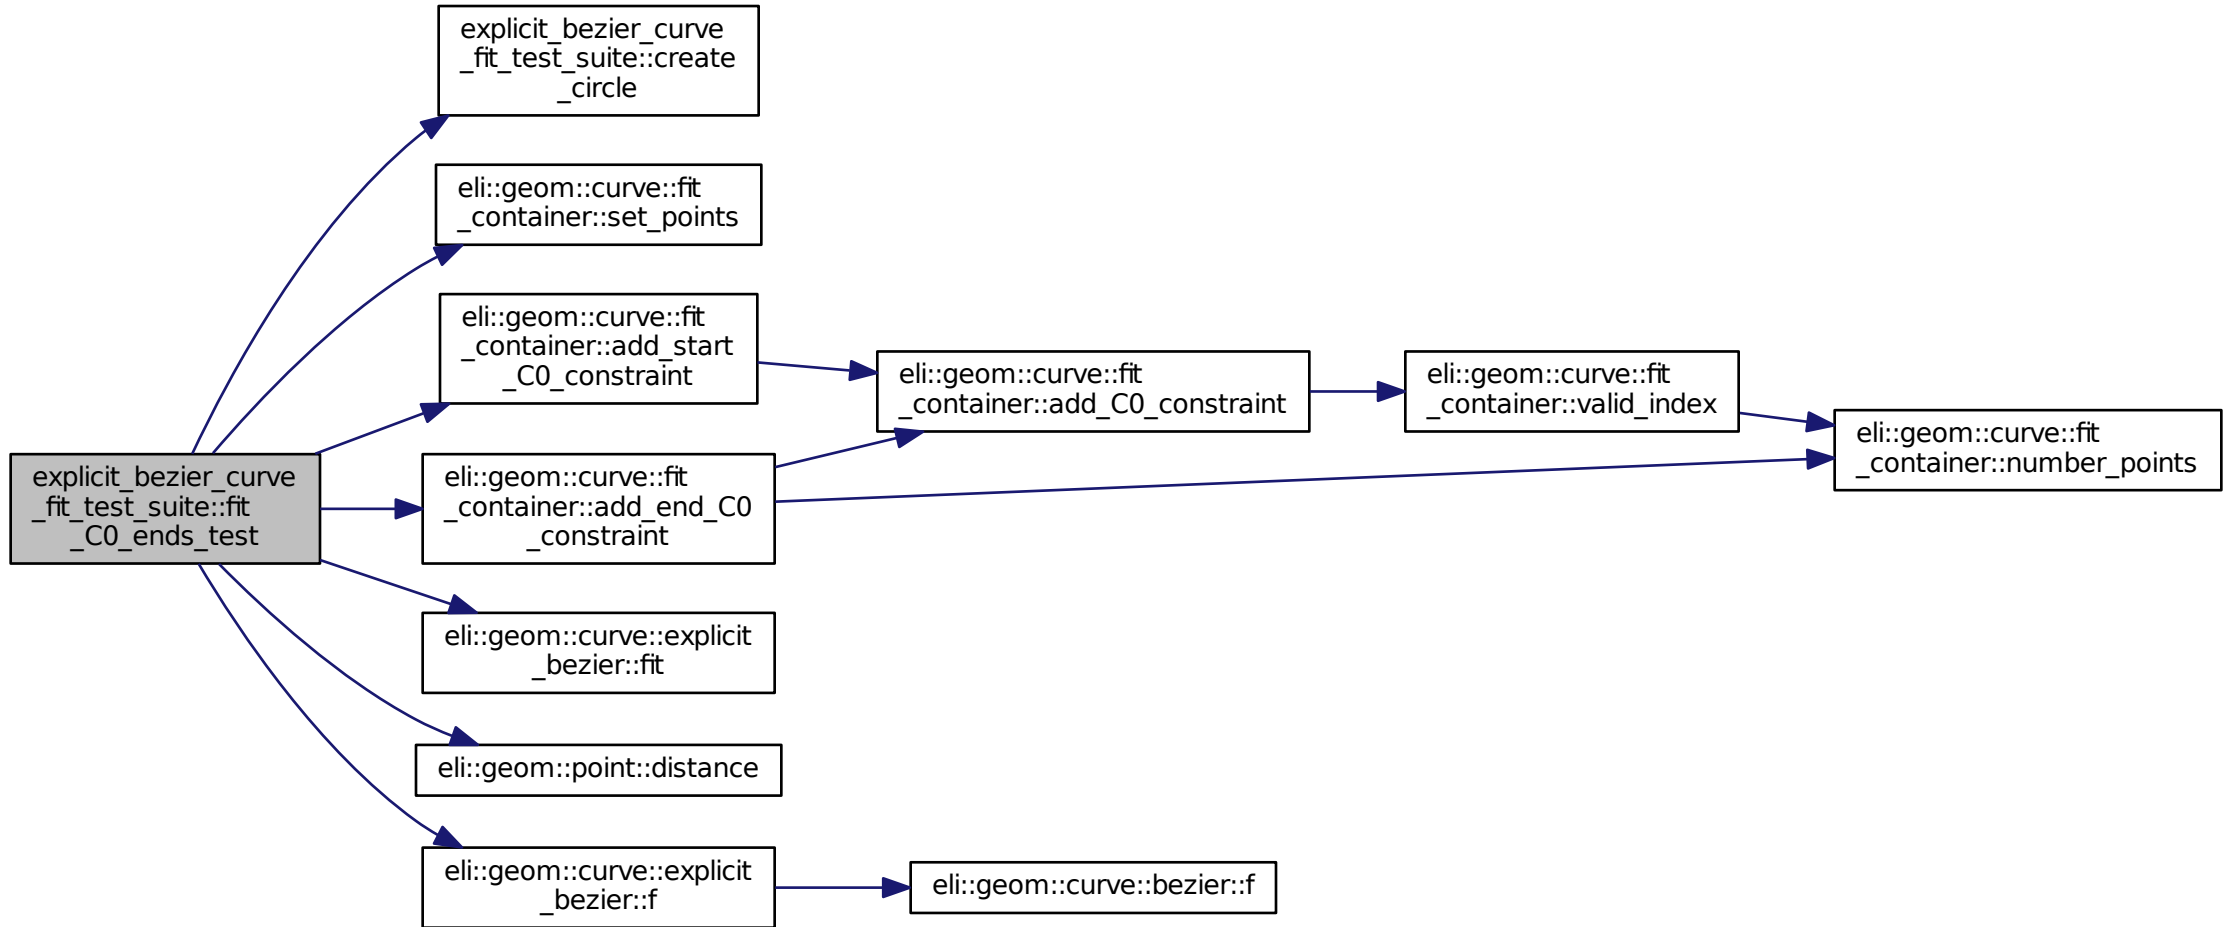 explicit_bezier_curve
_fit_test_suite::create
_circle
eli::geom::curve::fit
_container::set_points
eli::geom::curve::fit
_container::add_start
_C0_constraint
eli::geom::curve::fit
_container::add_C0_constraint
eli::geom::curve::fit
_container::valid_index
eli::geom::curve::fit
_container::number_points
explicit_bezier_curve
_fit_test_suite::fit
_C0_ends_test
eli::geom::curve::fit
_container::add_end_C0
_constraint
eli::geom::curve::explicit
_bezier::fit
eli::geom::point::distance
eli::geom::curve::explicit
_bezier::f
eli::geom::curve::bezier::f